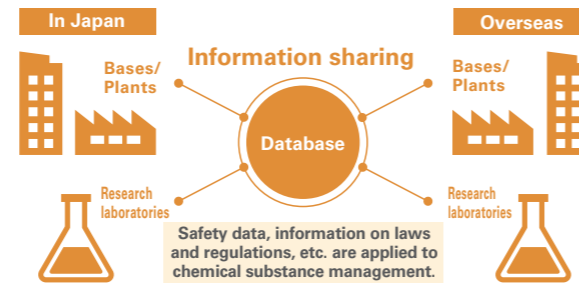 In Japan
Overseas
Information sharing
Bases/
Plants
Bases/
Plants
Database
Research
laboratories
Research
laboratories
Safety data, information on laws
and regulations, etc. are applied to
chemical substance management.